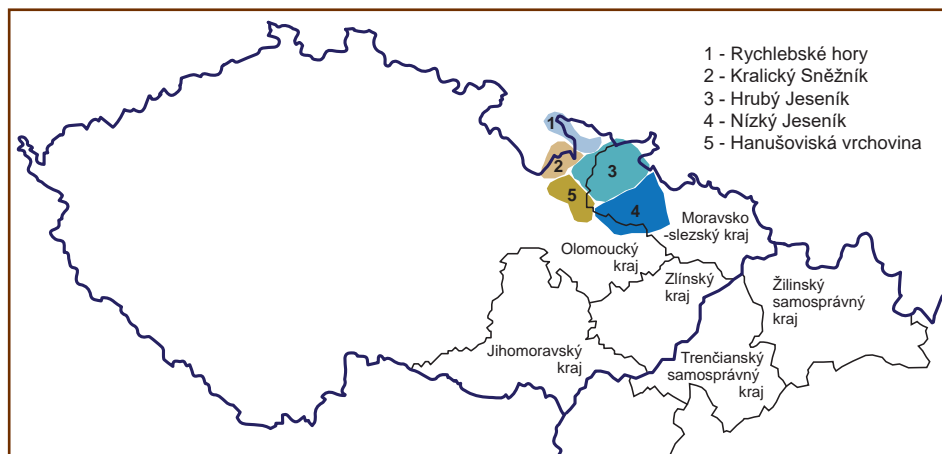 1 - Rychlebské hory
2 - Kralický Sněžník
3 - Hrubý Jeseník
4 - Nízký Jeseník
5 - Hanušoviská vrchovina
1
2
3
5
4
Moravsko
-slezský kraj
Olomoucký
kraj
Zlínský
kraj
Žilinský
samosprávný
kraj
Jihomoravský
kraj
Trenčianský
samosprávný
kraj